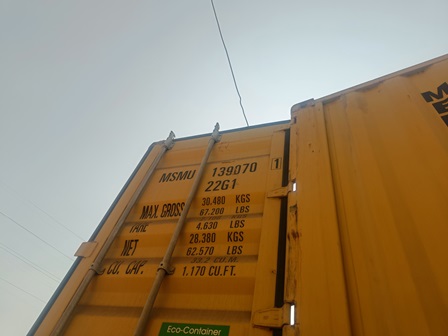 MSMU 139070 1
22G1
MAX. GROSS 30.480 KGS
67.200 LBS
TARE
4.630 LBS
NET 28.380 KGS
62.570 LBS
CU. CAP.
1.170 CU.FT.
Eco-Container
M